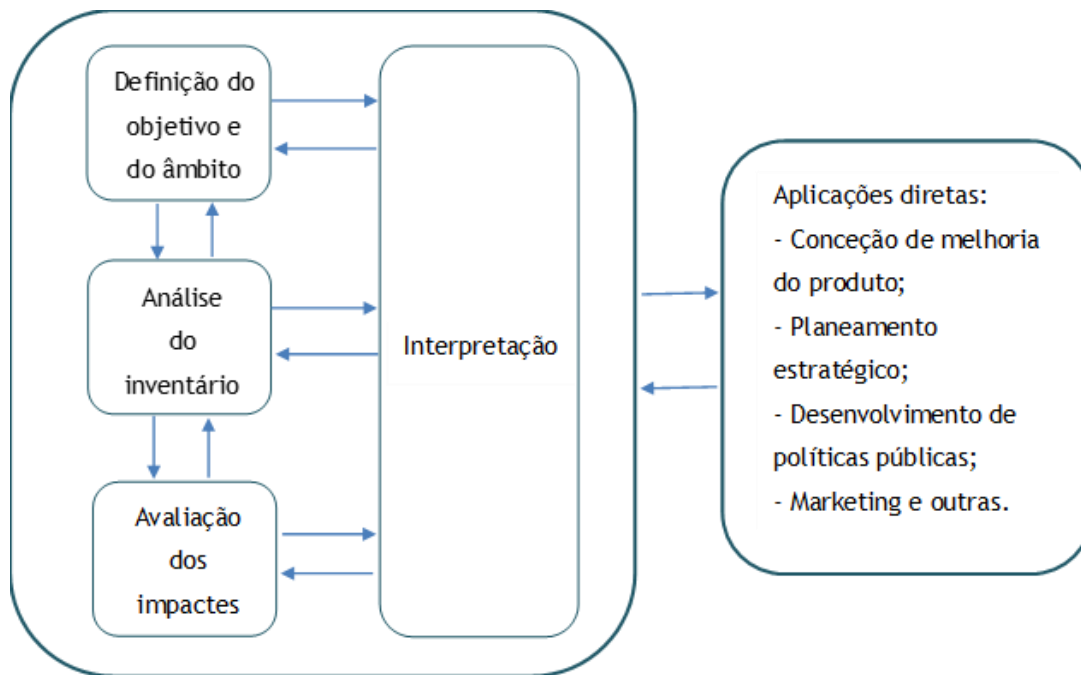 Definição do
objetivo e
do âmbito
Análise
do
inventário
Avaliação
dos
impactes
Interpretação
Aplicações diretas:
- Conceção de melhoria
do produto;
- Planeamento
estratégico;
- Desenvolvimento de
políticas públicas;
- Marketing e outras.